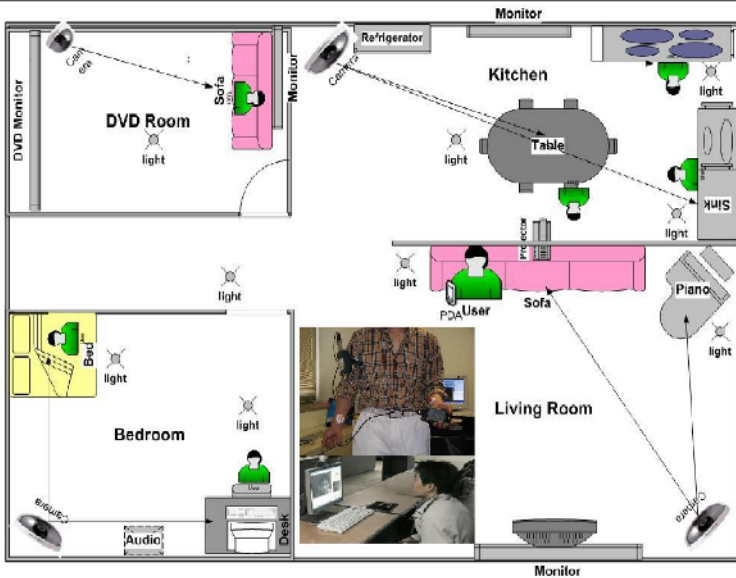 Monitor
Refrigerator
Camera
Camera
Kitchen
DVD Monitor
Sofa
Monitor
light
DVD Room
light
light
Table
Sink
light
Projector
light
light
Piano
PDA
User
Sofa
light
Bed
light
light
Living Room
Bedroom
Camera
Camera
Audio
Desk
Monitor